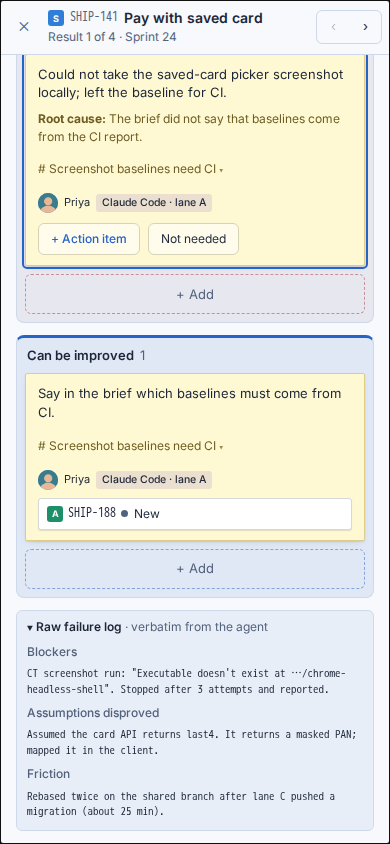 S SHIP-141 Pay with saved card
Result 1 of 4 · Sprint 24
Could not take the saved-card picker screenshot
locally; left the baseline for CI.
Root cause: The brief did not say that baselines come
from the CI report.
# Screenshot baselines need CI
Priya Claude Code · lane A
+ Action item Not needed
+ Add
Can be improved 1
Say in the brief which baselines must come from
CI.
# Screenshot baselines need CI
Priya Claude Code · lane A
A SHIP-188 New
+ Add
Raw failure log · verbatim from the agent
Blockers
CT screenshot run: "Executable doesn't exist at ⋯/chrome-
headless-shell". Stopped after 3 attempts and reported.
Assumptions disproved
Assumed the card API returns last4. It returns a masked PAN;
mapped it in the client.
Friction
Rebased twice on the shared branch after lane C pushed a
migration (about 25 min).